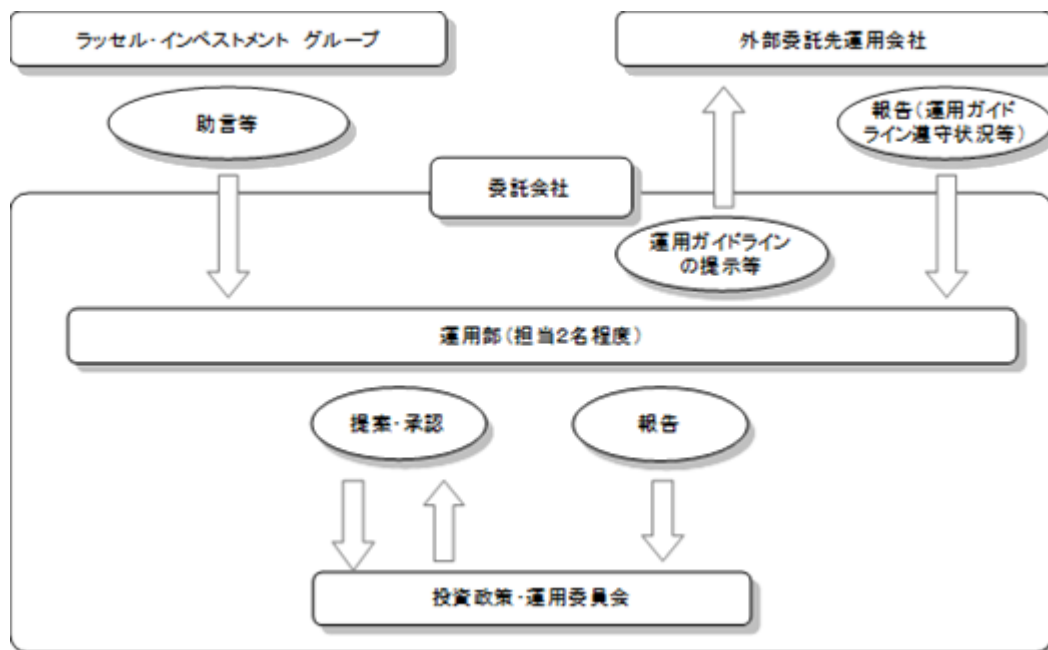 ラッセル・インベストメント グループ
外部委託先運用会社
助言等
報告(運用ガイド
ライン遵守状況等)
委託会社
運用ガイドライン
の提示等
運用部(担当2名程度)
提案・承認
報告
投資政策・運用委員会